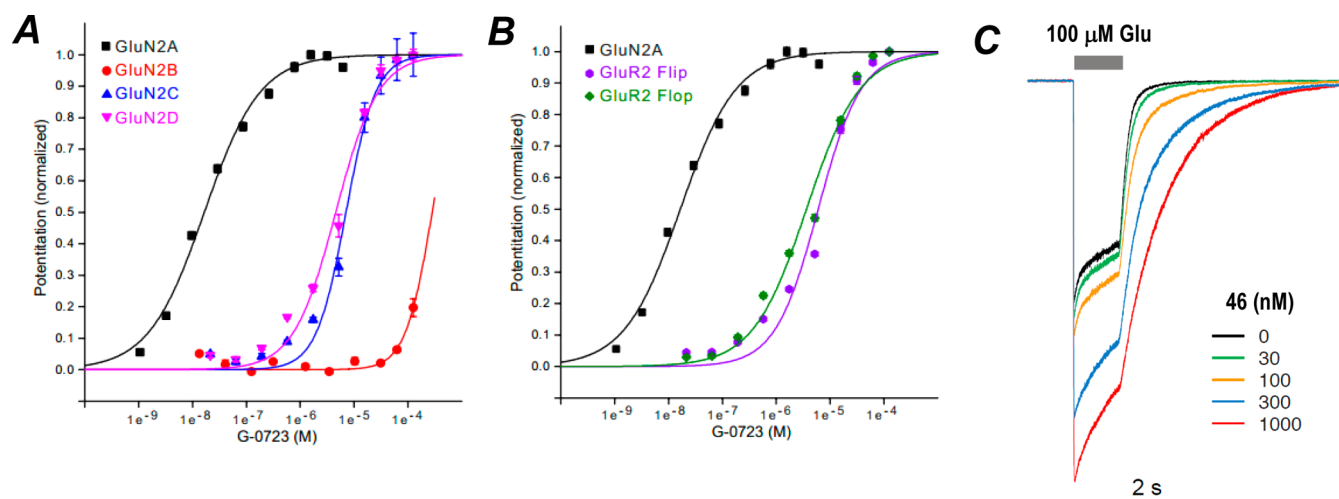 A
GluN2A
GluN2B
GluN2C
GluN2D
Potentitation (normalized)
1.0
0.9
0.8
0.7
0.6
0.5
0.4
0.3
0.2
0.1
0.0
1e-9 1e-8 1e-7 1e-6 1e-5 1e-4
G-0723 (M)
B
GluN2A
GluR2 Flip
GluR2 Flop
Potentitation (normalized)
1.0
0.9
0.8
0.7
0.6
0.5
0.4
0.3
0.2
0.1
0.0
1e-9 1e-8 1e-7 1e-6 1e-5 1e-4
G-0723 (M)
C
100 μM Glu
46 (nM)
0
30
100
300
1000
2 s